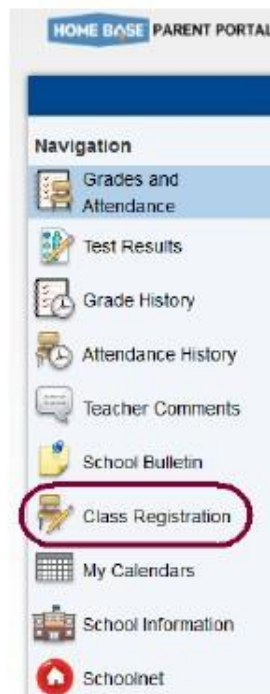 HOME BASE PARENT PORTAL
Navigation
Grades and
Attendance
Test Results
Grade History
Attendance History
Teacher Comments
School Bulletin
Class Registration
My Calendars
School Information
Schoolnet